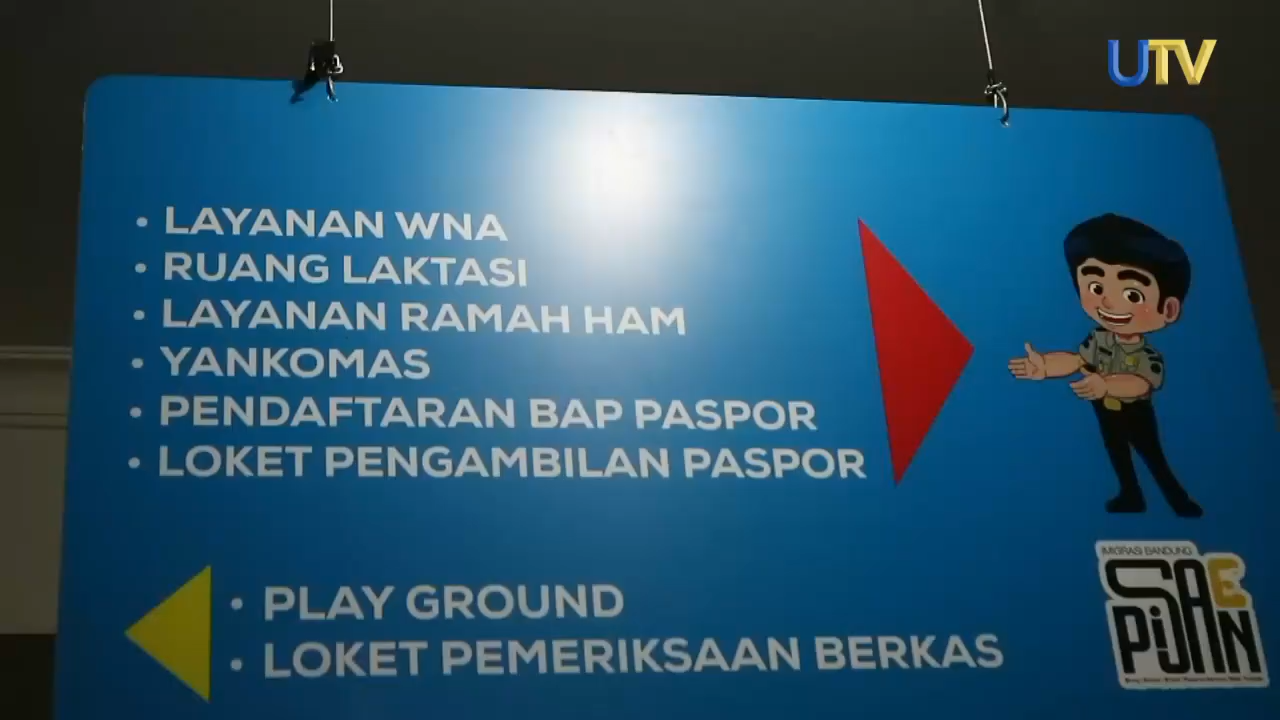 UTV
LAYANAN WNA
RUANG LAKTASI
LAYANAN RAMAH HAM
YANKOMAS
PENDAFTARAN BAP PASPOR
LOKET PENGAMBILAN PASPOR
PLAY GROUND
LOKET PEMERIKSAAN BERKAS
IMIGRASI BANDUNG
SAE
PiSAN